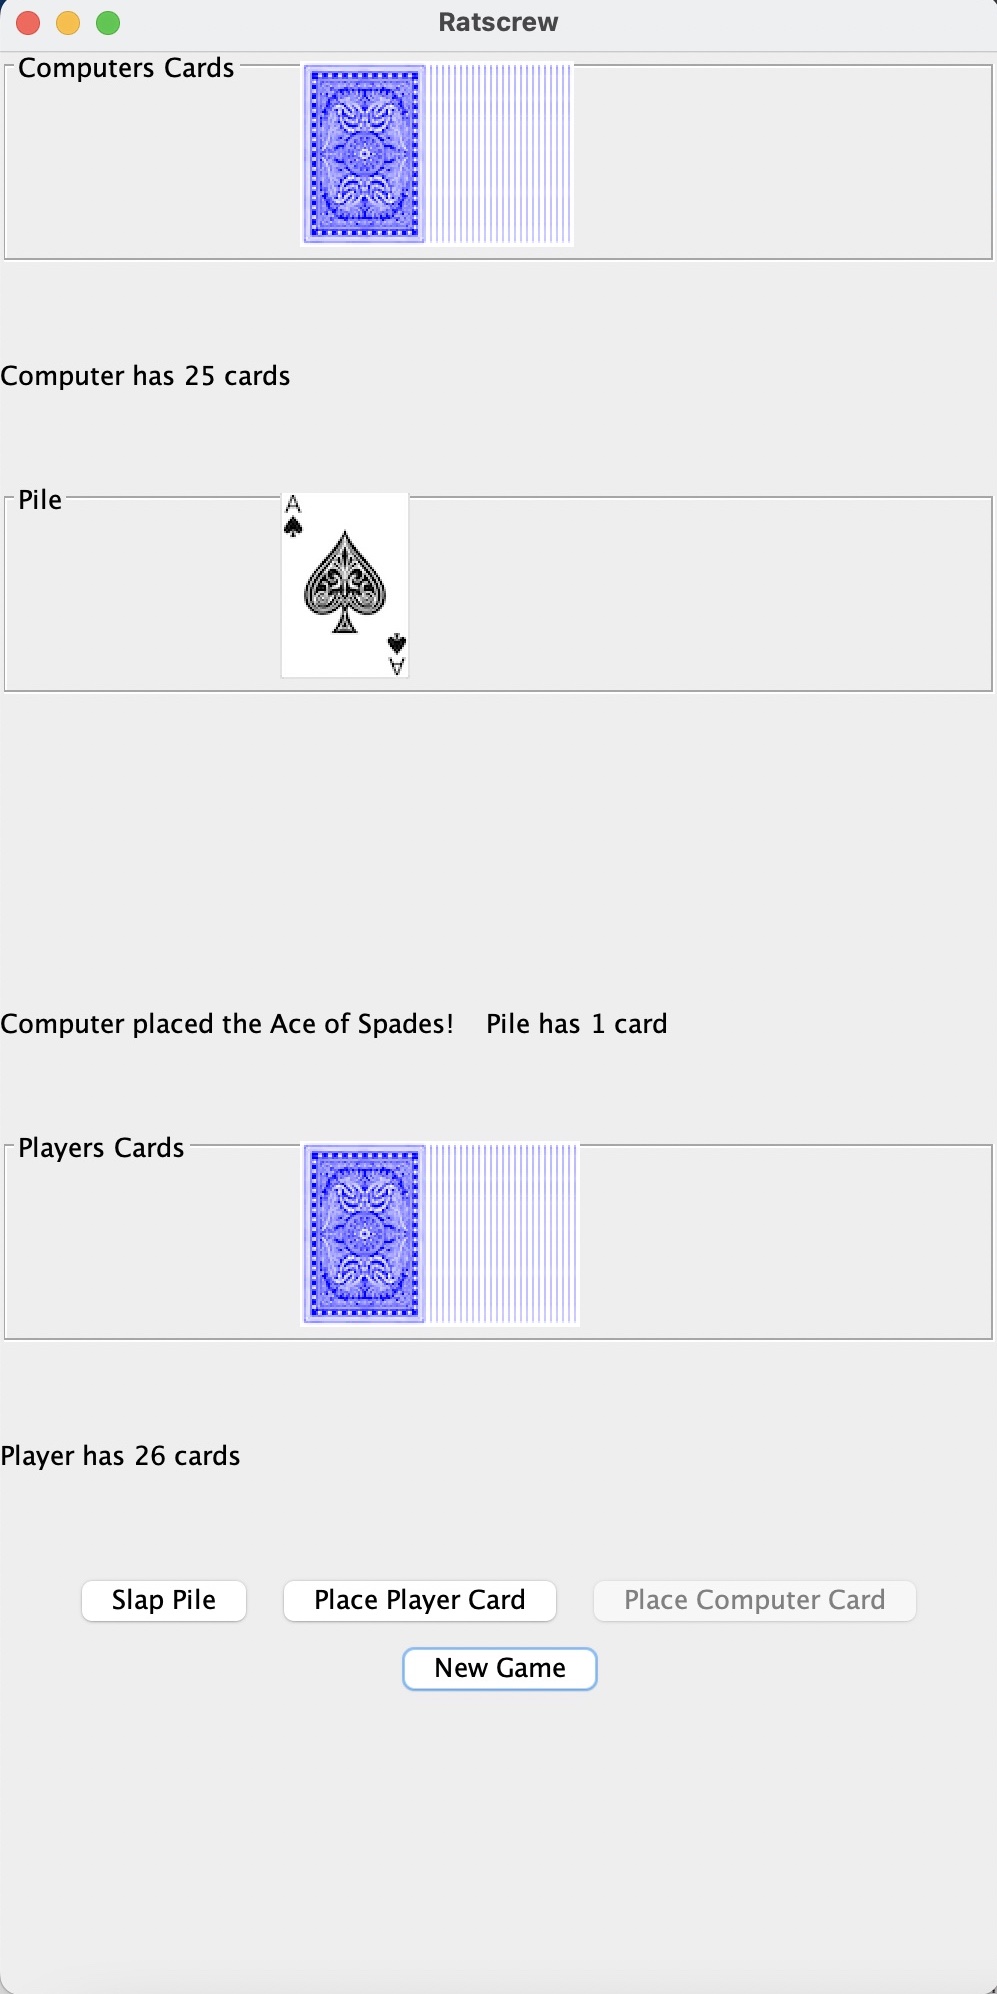 Ratscrew
Computers Cards
Computer has 25 cards
Pile
A
A
Computer placed the Ace of Spades! Pile has 1 card
Players Cards
Player has 26 cards
Slap Pile Place Player Card Place Computer Card
New Game